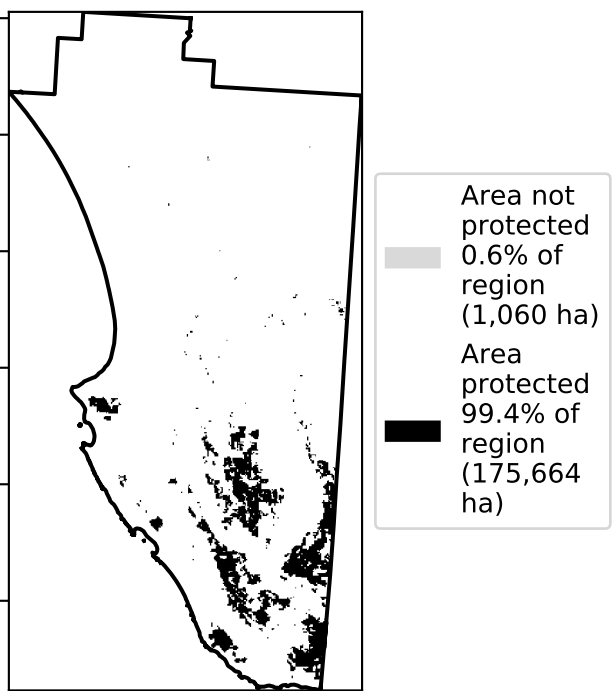 Area not
protected
0.6% of
region
(1,060 ha)
Area
protected
99.4% of
region
(175,664
ha)